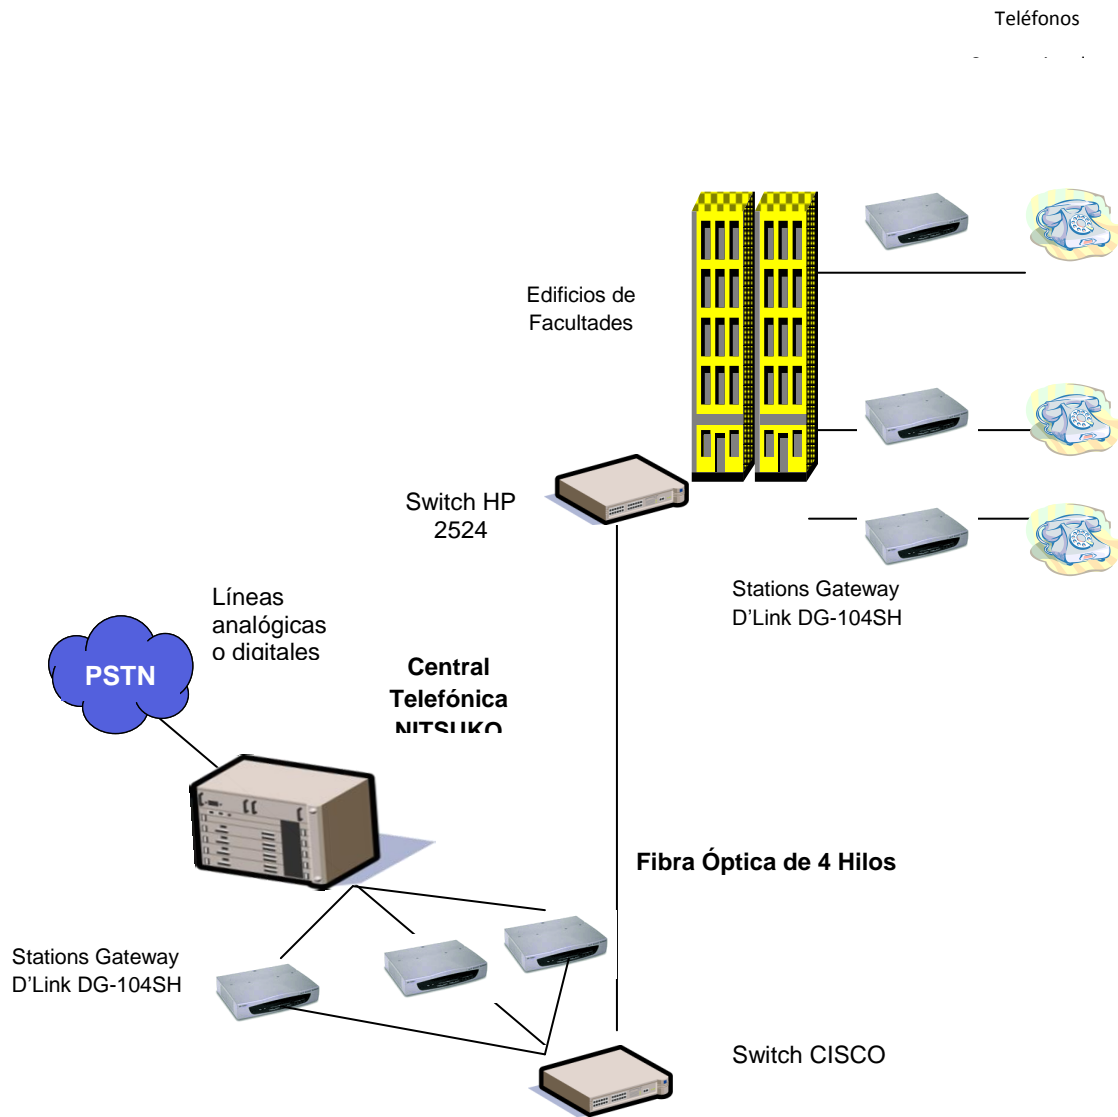 Teléfonos
Edificios de
Facultades
Switch HP
2524
Stations Gateway
D'Link DG-104SH
Líneas
analógicas
o digitales
PSTN
Central
Telefónica
NITSUKO
Fibra Óptica de 4 Hilos
Stations Gateway
D'Link DG-104SH
Switch CISCO